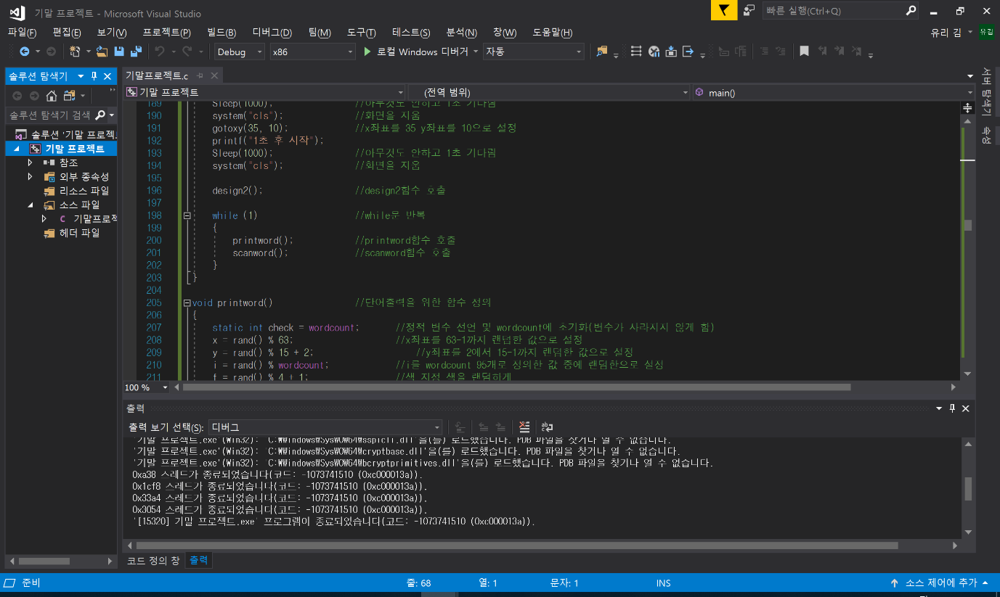 기말 프로젝트 - Microsoft Visual Studio
빠른 실행(Ctrl+Q)
파일(F) 편집(E) 보기(V) 프로젝트(P) 빌드(B) 디버그(D) 팀(M) 도구(T) 테스트(S) 분석(N) 창(W) 도움말(H)
유리 김 유김
Debug x86 로컬 Windows 디버거 자동
솔루션 탐색기
기말프로젝트.c
기말 프로젝트 (전역 범위) main()
솔루션 탐색기 검색
솔루션 '기말 프로젝.
기말 프로젝트
참조
외부 종속성
리소스 파일
소스 파일
C 기말프로젝
헤더 파일
서버 탐색기
속성
189 Sleep(1000); //아무것도 안하고 1초 기다림
190 system("cls"); //화면을 지움
191 gotoxy(35, 10); //x좌표를 35 y좌표를 10으로 설정
192 printf("1초 후 시작");
193 Sleep(1000); //아무것도 안하고 1초 기다림
194 system("cls"); //화면을 지움
195
196 design2(); //design2함수 호출
197
198 while (1) //while문 반복
199 {
200 printword(); //printword함수 호출
201 scanword(); //scanword함수 호출
202 }
203 }
204
205 void printword() //단어출력을 위한 함수 정의
206 {
207 static int check = wordcount; //정적 변수 선언 및 wordcount에 초기화(변수가 사라지지 않게 함)
208 x = rand() % 63; //x좌표를 63-1까지 랜덤한 값으로 설정
209 y = rand() % 15 + 2; //y좌표를 2에서 15-1까지 랜덤한 값으로 설정
210 i = rand() % wordcount; //i를 wordcount 95개로 정의한 값 중에 랜덤한으로 설정
211 f = rand() % 4 + 1; //색 지정 색을 랜덤하게
100 %
출력
출력 보기 선택(S): 디버그
'기말 프로젝트.exe'(Win32): 'C:\Windows\SysWOW64\sspicli.dll'을(를) 로드했습니다. PDB 파일을 찾거나 열 수 없습니다.
'기말 프로젝트.exe'(Win32): 'C:\Windows\SysWOW64\cryptbase.dll'을(를) 로드했습니다. PDB 파일을 찾거나 열 수 없습니다.
'기말 프로젝트.exe'(Win32): 'C:\Windows\SysWOW64\bcryptprimitives.dll'을(를) 로드했습니다. PDB 파일을 찾거나 열 수 없습니다.
0xa38 스레드가 종료되었습니다(코드: -1073741510 (0xc000013a)).
0x1cf8 스레드가 종료되었습니다(코드: -1073741510 (0xc000013a)).
0x33a4 스레드가 종료되었습니다(코드: -1073741510 (0xc000013a)).
0x3054 스레드가 종료되었습니다(코드: -1073741510 (0xc000013a)).
'[15320] 기말 프로젝트.exe' 프로그램이 종료되었습니다(코드: -1073741510 (0xc000013a)).
코드 정의 창 출력
준비 줄: 68 열: 1 문자: 1 INS 소스 제어에 추가